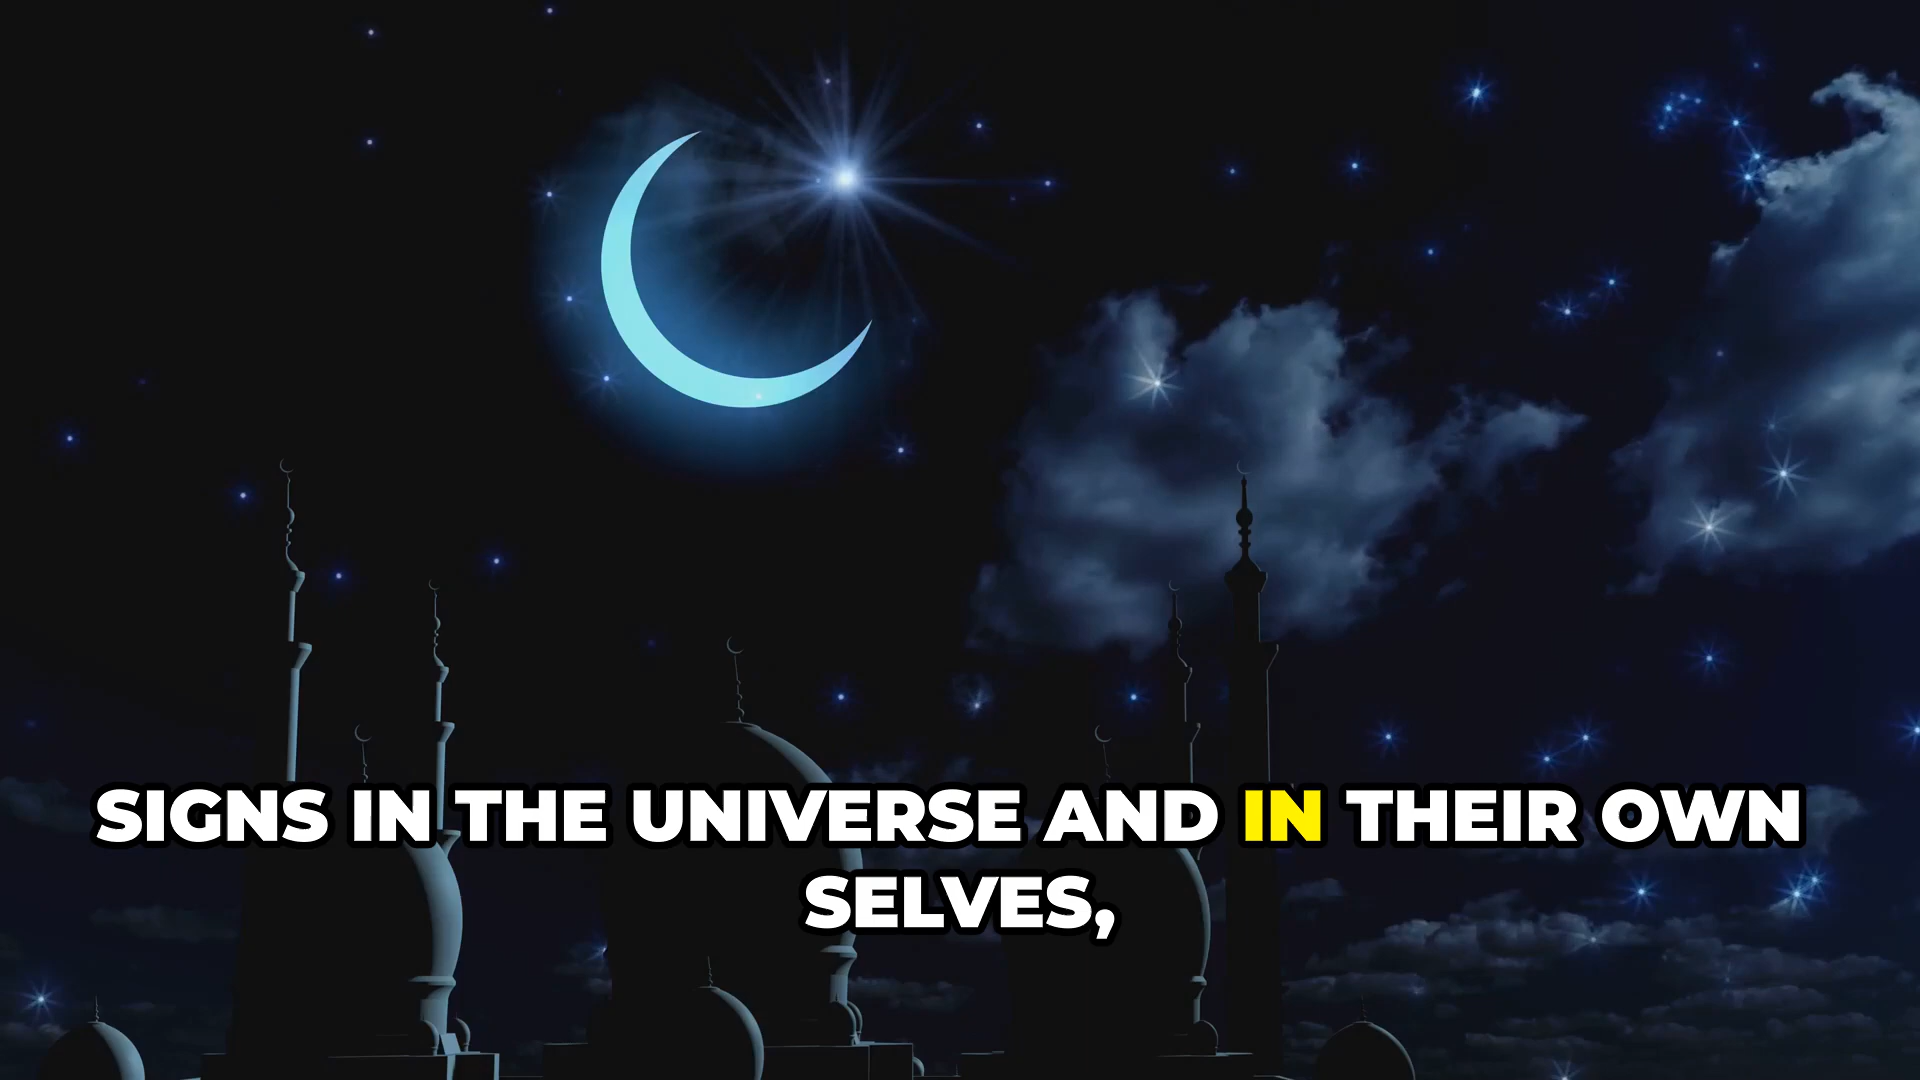 SIGNS IN THE UNIVERSE AND IN THEIR OWN
SELVES,